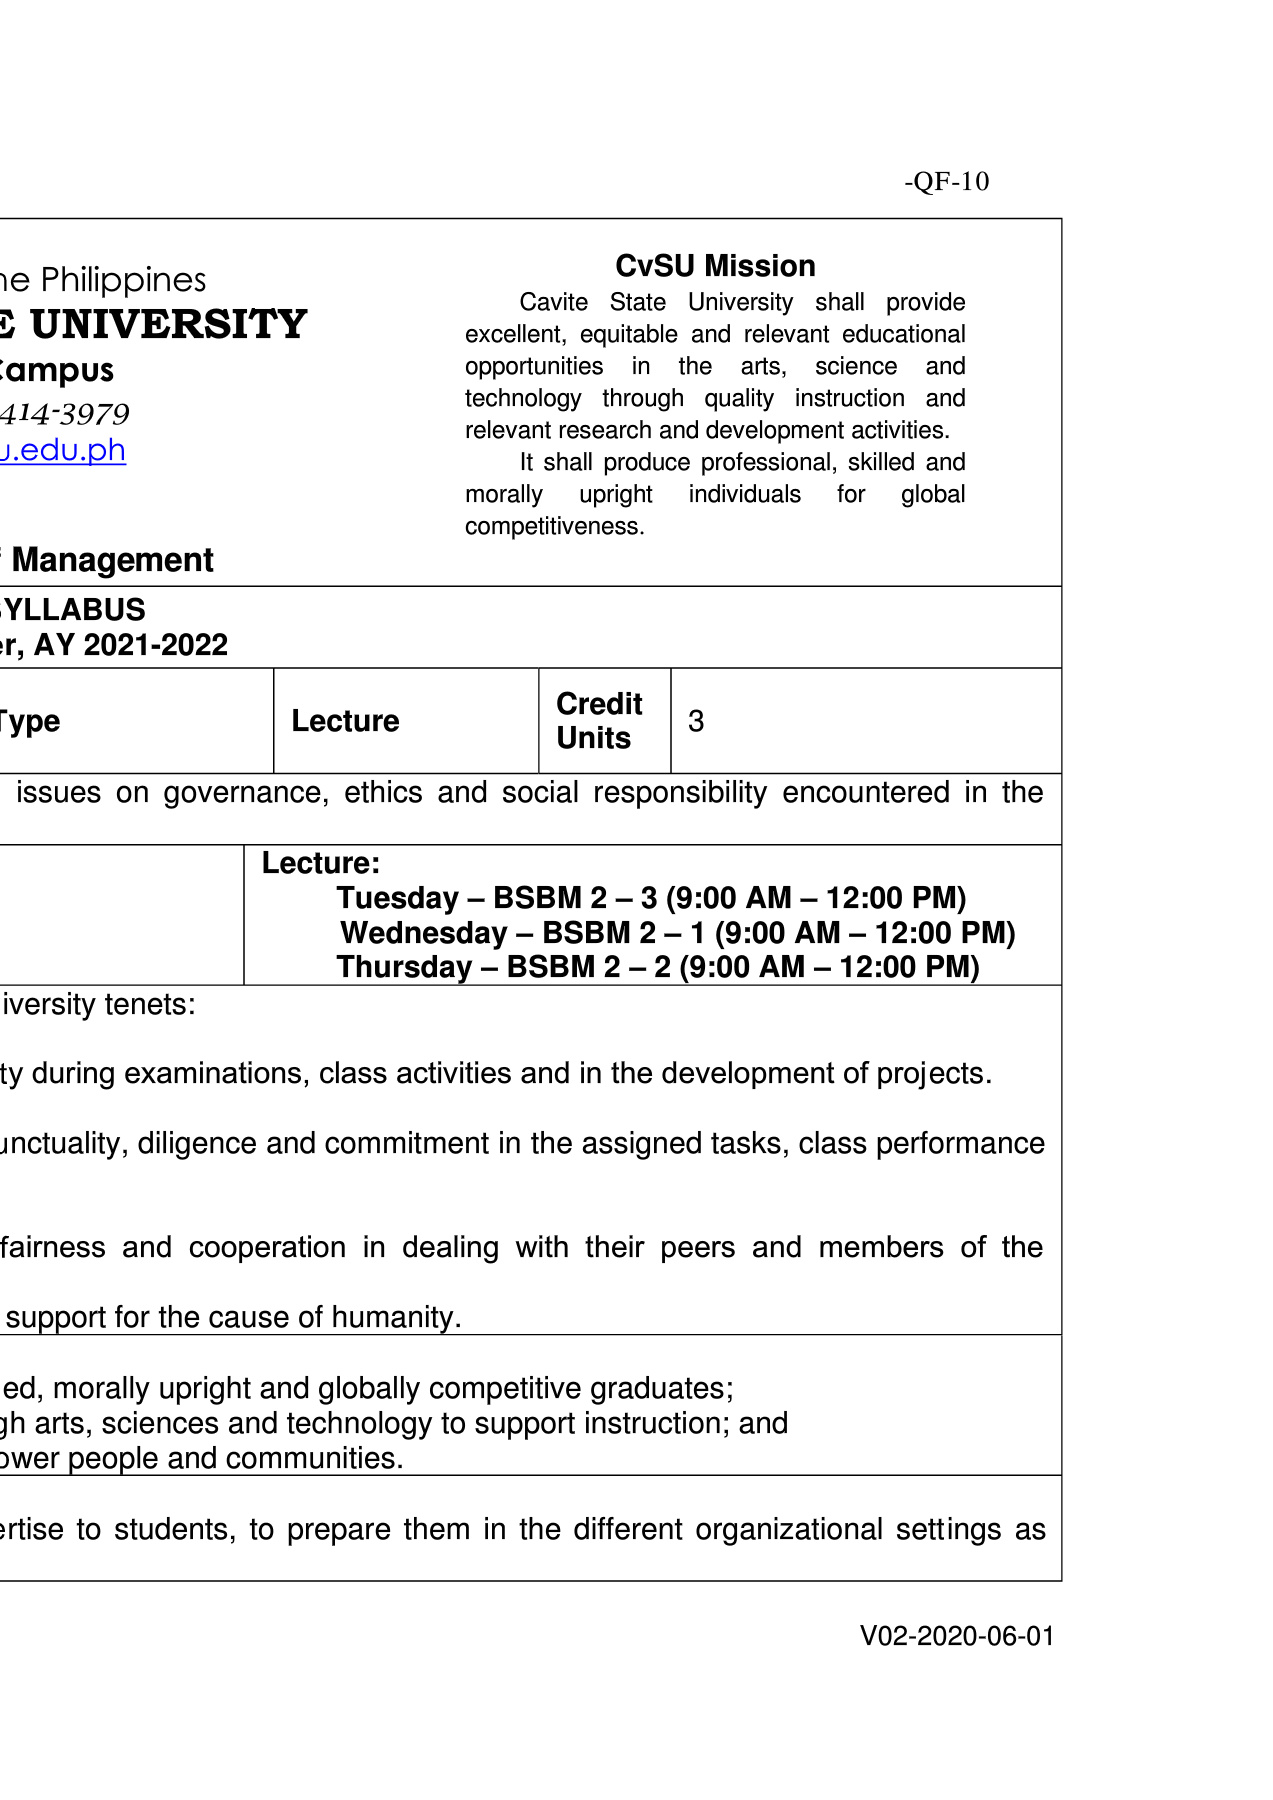 -QF-10
ne Philippines
E UNIVERSITY
Campus
414-3979
u.edu.ph
f Management
CvSU Mission
Cavite State University shall provide
excellent, equitable and relevant educational
opportunities in the arts, science and
technology through quality instruction and
relevant research and development activities.
It shall produce professional, skilled and
morally upright individuals for global
competitiveness.
SYLLABUS
er, AY 2021-2022
Type
Lecture
Credit
Units
3
issues on governance, ethics and social responsibility encountered in the
Lecture:
Tuesday – BSBM 2 – 3 (9:00 AM – 12:00 PM)
Wednesday – BSBM 2 – 1 (9:00 AM – 12:00 PM)
Thursday – BSBM 2 – 2 (9:00 AM – 12:00 PM)
iversity tenets:
ty during examinations, class activities and in the development of projects.
unctuality, diligence and commitment in the assigned tasks, class performance
fairness and cooperation in dealing with their peers and members of the
support for the cause of humanity.
ed, morally upright and globally competitive graduates;
gh arts, sciences and technology to support instruction; and
ower people and communities.
ertise to students, to prepare them in the different organizational settings as
V02-2020-06-01